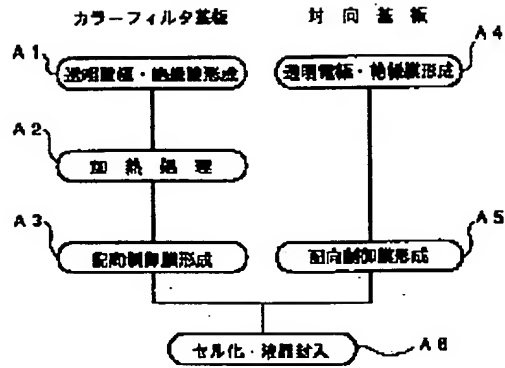 カラーフィルタ基板
対向基板
A1
透明電極・絶縁膜形成
A4
透明電極・絶縁膜形成
A2
加熱処理
A3
配向制御膜形成
A5
配向制御膜形成
セル化・液晶封入
A6